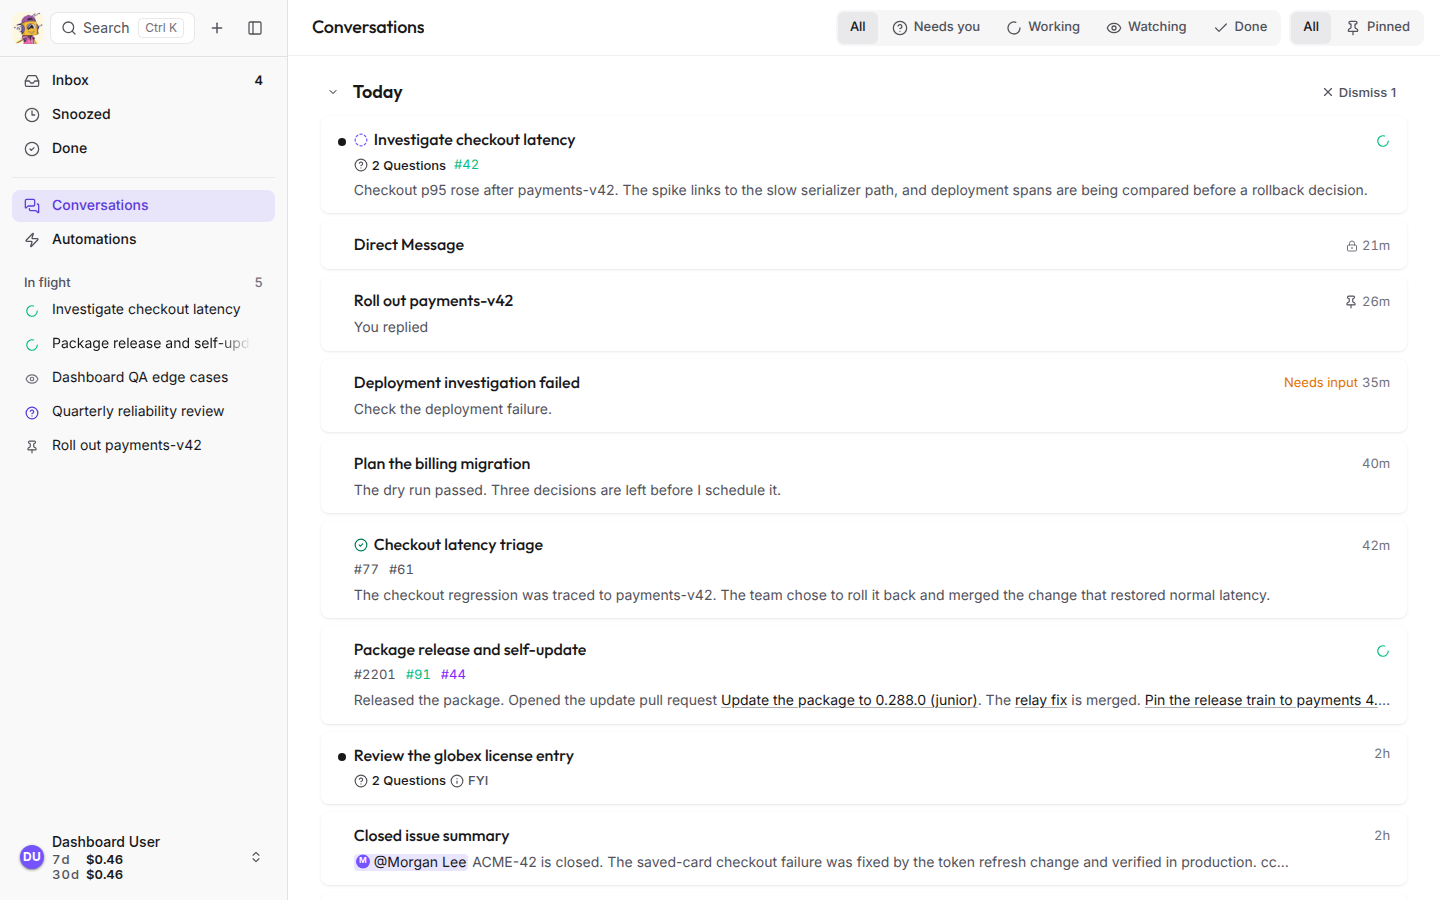 Search Ctrl K
Inbox 4
Snoozed
Done
Conversations
Automations
In flight 5
Investigate checkout latency
Package release and self-upd
Dashboard QA edge cases
Quarterly reliability review
Roll out payments-v42
DU
Dashboard User
7d $0.46
30d $0.46
Conversations
All Needs you Working Watching Done All Pinned
Today Dismiss 1
Investigate checkout latency
2 Questions #42
Checkout p95 rose after payments-v42. The spike links to the slow serializer path, and deployment spans are being compared before a rollback decision.
Direct Message 21m
Roll out payments-v42 26m
You replied
Deployment investigation failed Needs input 35m
Check the deployment failure.
Plan the billing migration 40m
The dry run passed. Three decisions are left before I schedule it.
Checkout latency triage 42m
#77 #61
The checkout regression was traced to payments-v42. The team chose to roll it back and merged the change that restored normal latency.
Package release and self-update
#2201 #91 #44
Released the package. Opened the update pull request Update the package to 0.288.0 (junior). The relay fix is merged. Pin the release train to payments 4....
Review the globex license entry 2h
2 Questions FYI
Closed issue summary 2h
M @Morgan Lee ACME-42 is closed. The saved-card checkout failure was fixed by the token refresh change and verified in production. cc...